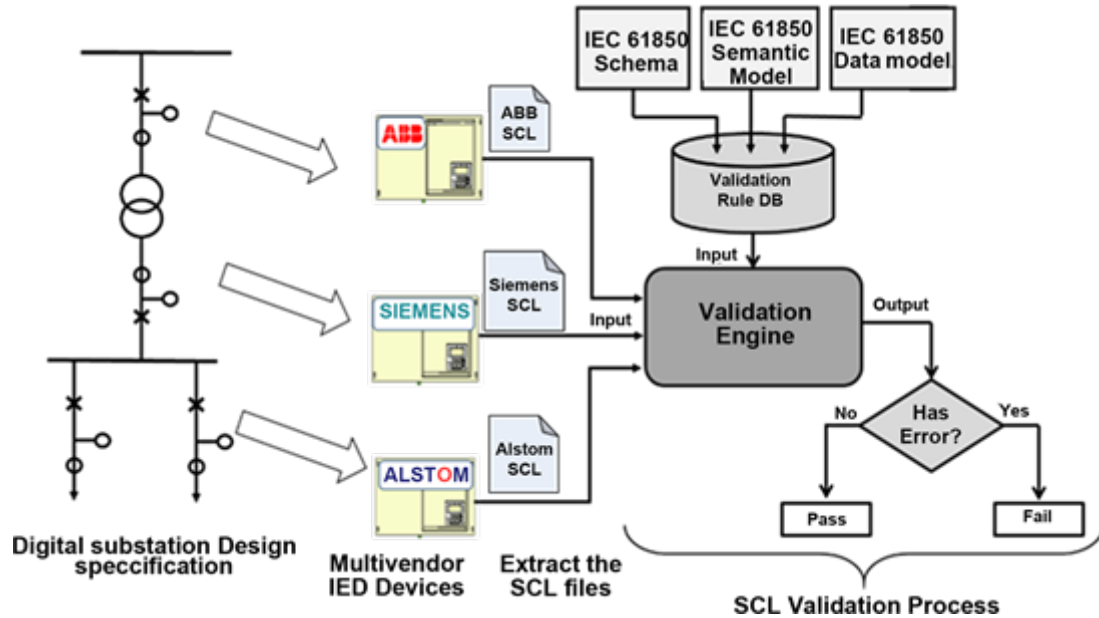 IEC 61850
Schema
IEC 61850
Semantic
Model
IEC 61850
Data model
ABB
ABB
SCL
Validation
Rule DB
Input
SIEMENS
Siemens
SCL
Input
Validation
Engine
Output
No
Has
Error?
Yes
ALSTOM
Alstom
SCL
Pass
Fail
Digital substation Design
speccification
Multivendor
IED Devices
Extract the
SCL files
SCL Validation Process